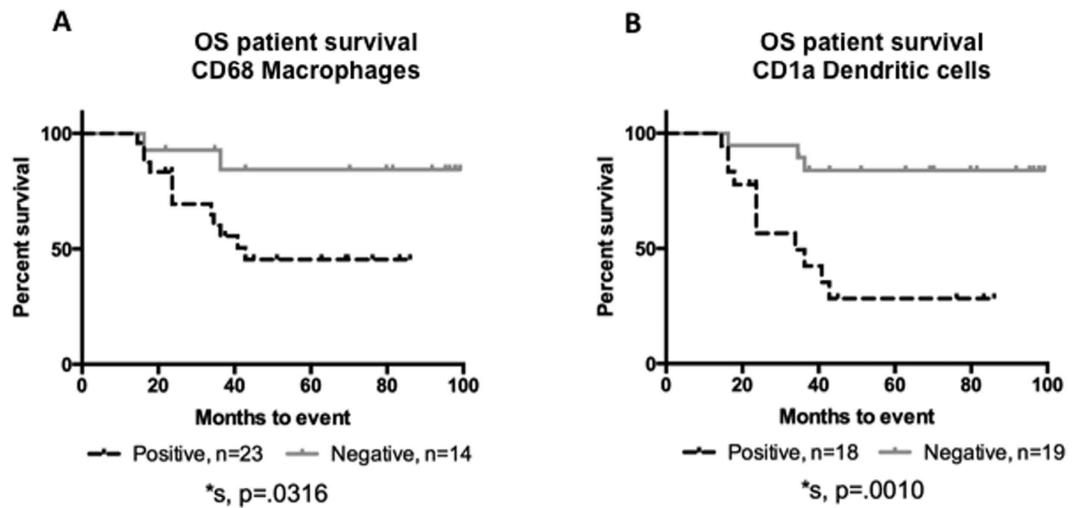 A
OS patient survival
CD68 Macrophages
Percent survival
100
50
0
0 20 40 60 80 100
Months to event
Positive, n=23 Negative, n=14
*s, p=.0316
B
OS patient survival
CD1a Dendritic cells
Percent survival
100
50
0
0 20 40 60 80 100
Months to event
Positive, n=18 Negative, n=19
*s, p=.0010